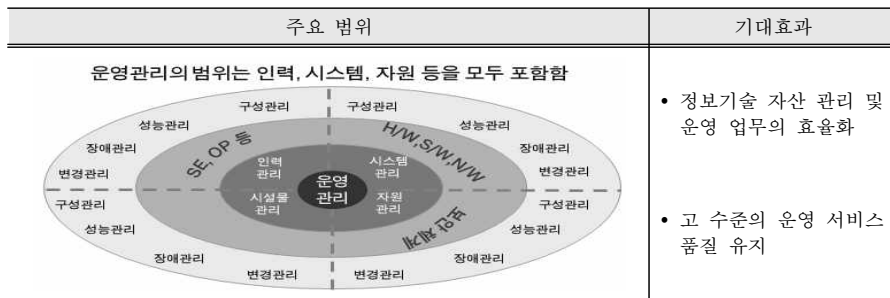 주요 범위
기대효과
운영관리의 범위는 인력, 시스템, 자원 등을 모두 포함함
구성관리
구성관리
성능관리
성능관리
장애관리
장애관리
변경관리
변경관리
SE, OP 등
H/W, S/W, N/W
인력
관리
시스템
관리
운영
관리
시설물
관리
자원
관리
보안 체계
구성관리
구성관리
성능관리
성능관리
장애관리
장애관리
변경관리
변경관리
• 정보기술 자산 관리 및
운영 업무의 효율화
• 고 수준의 운영 서비스
품질 유지